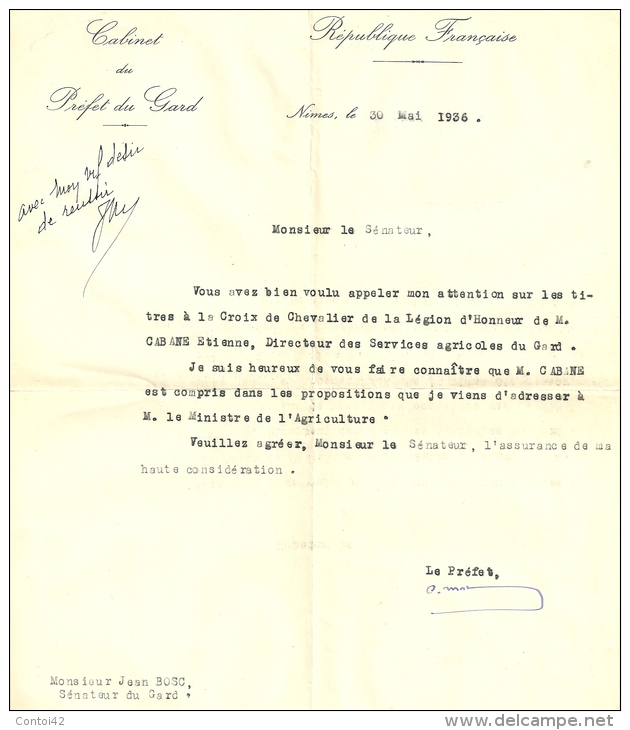 Cabinet
du
Préfet du Gard
République Française
Nimes, le 30 Mai 1936 .
avec mon vif désir
de réussir
Monsieur le Sénateur,
Vous avez bien voulu appeler mon attention sur les ti-
tres à la Croix de Chevalier de la Légion d'Honneur de M.
CABANE Etienne, Directeur des Services agricoles du Gard .
Je suis heureux de vous faire connaître que M. CABANE
est compris dans les propositions que je viens d'adresser à
M. le Ministre de l'Agriculture .
Veuillez agréer, Monsieur le Sénateur, l'assurance de ma
haute considération .
Le Préfet,
Monsieur Jean BOSC,
Sénateur du Gard .
Contoi42
www.delcampe.net